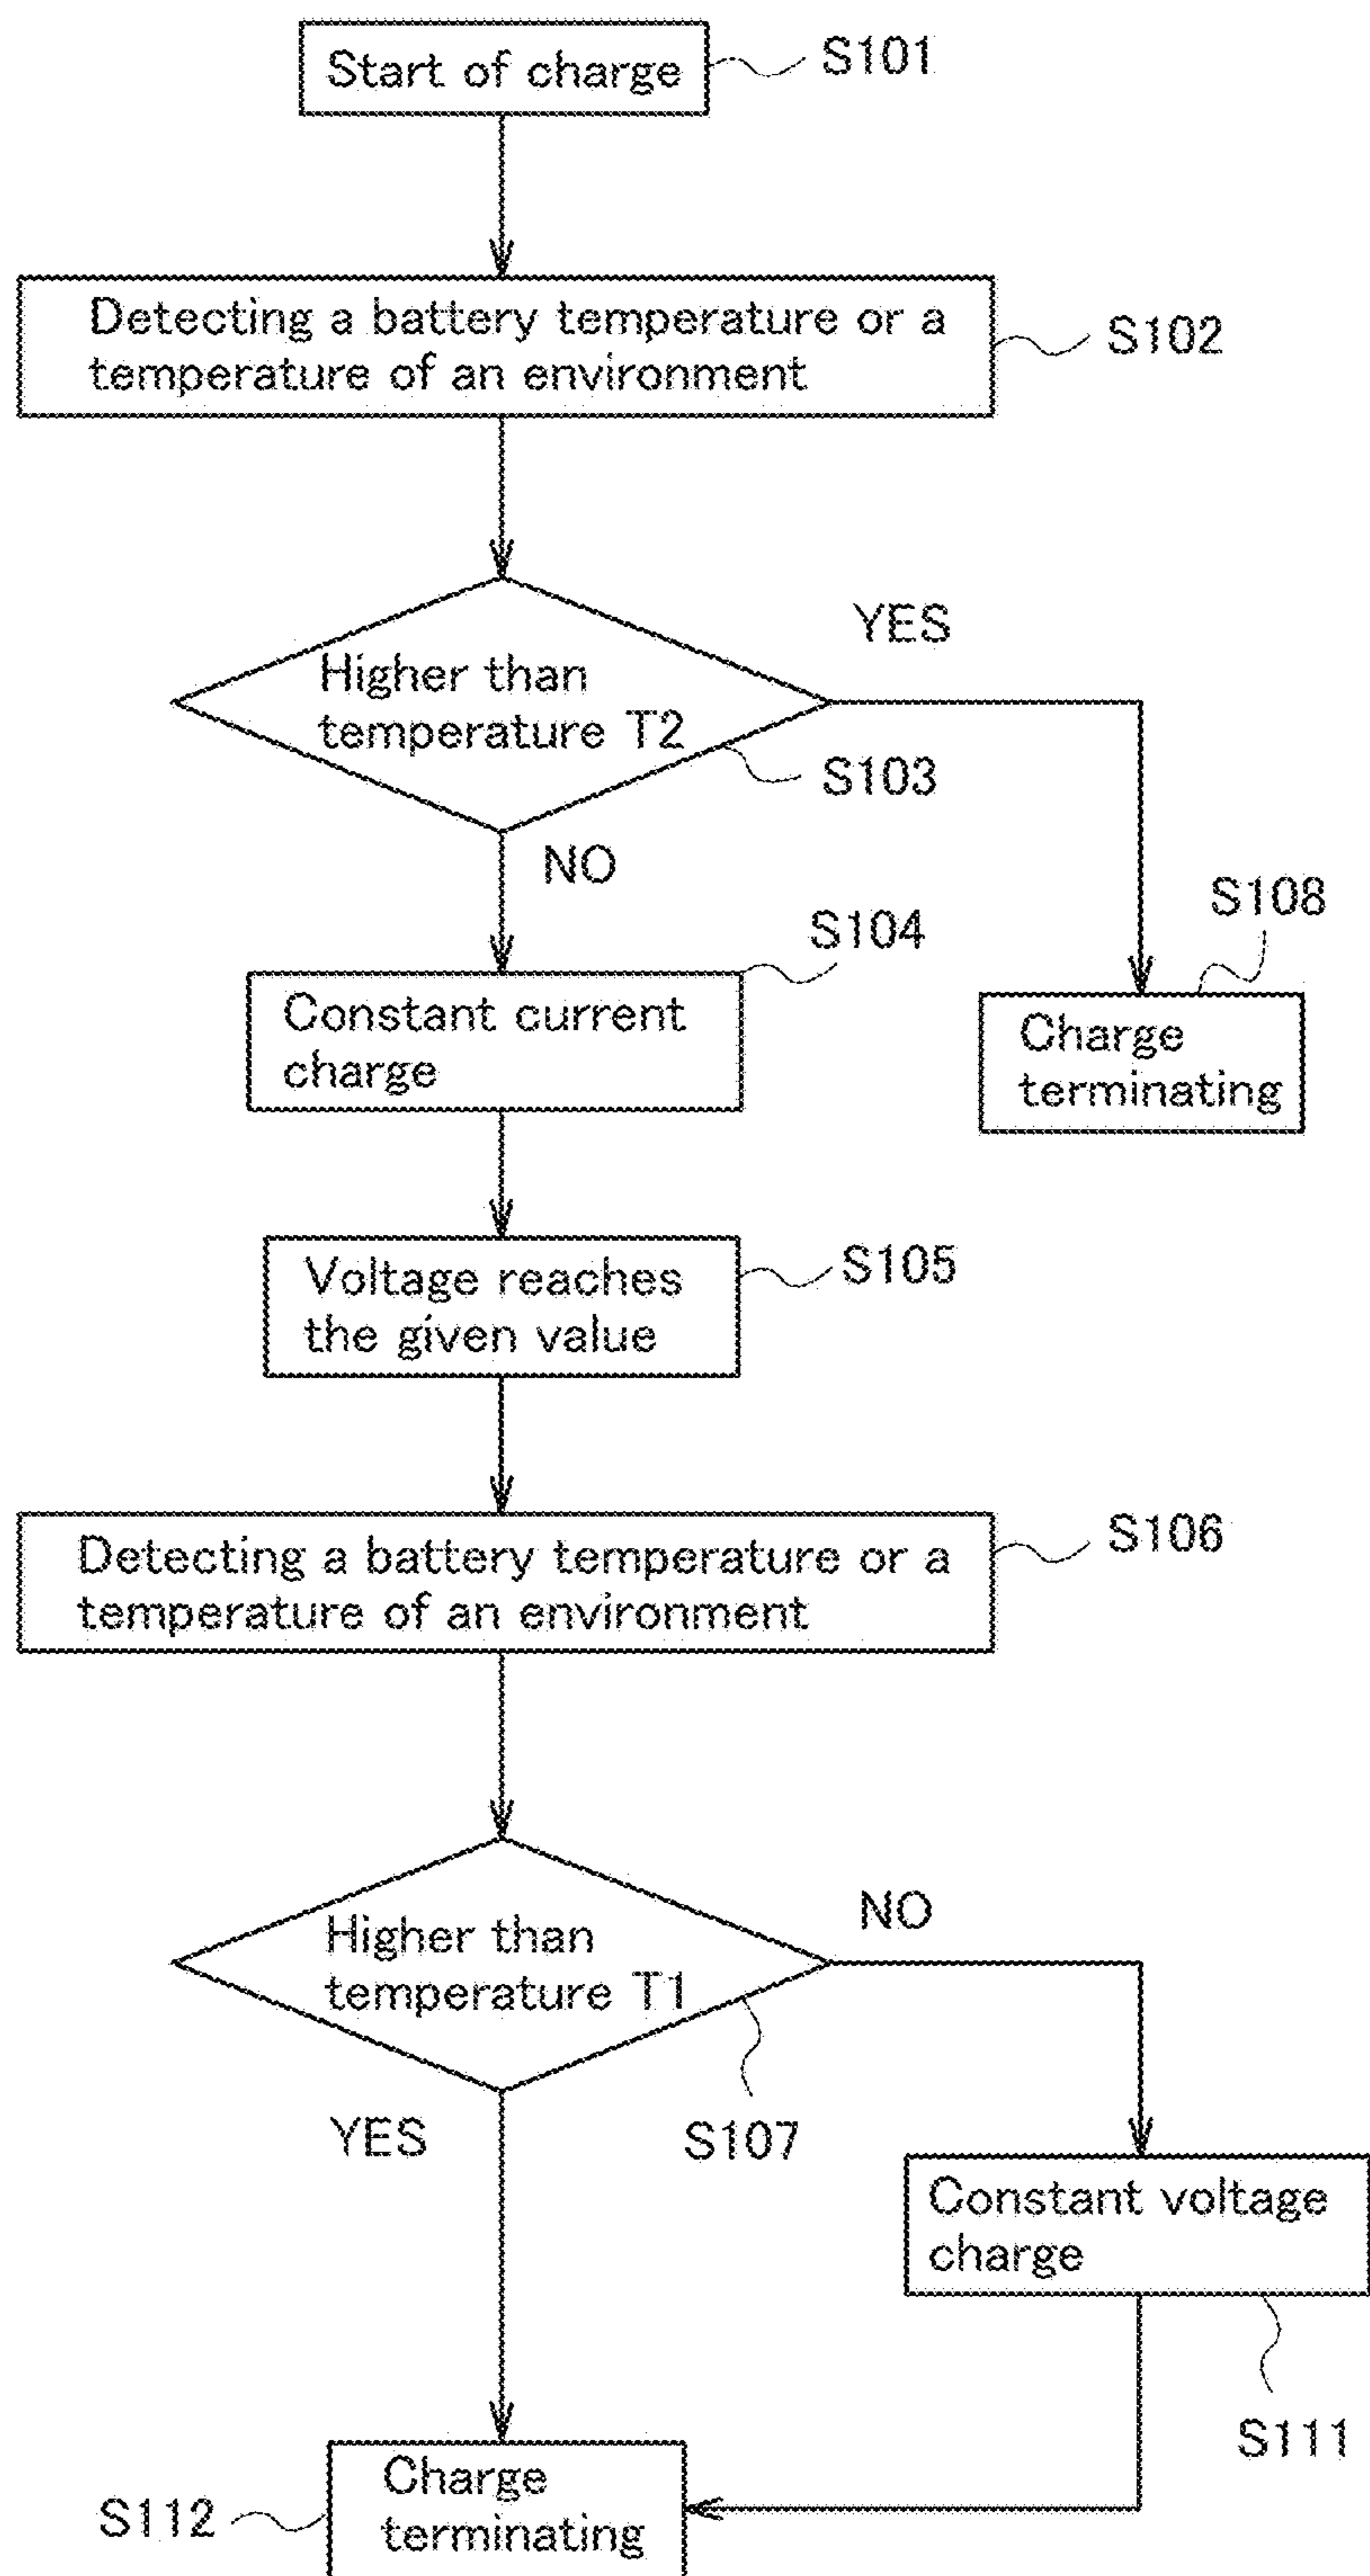 Start of charge
S101
Detecting a battery temperature or a
temperature of an environment
S102
YES
Higher than
temperature T2
S103
NO
S108
S104
Constant current
charge
Charge
terminating
Voltage reaches
the given value
S105
Detecting a battery temperature or a
temperature of an environment
S106
NO
Higher than
temperature T1
YES
S107
Constant voltage
charge
S111
Charge
terminating
S112